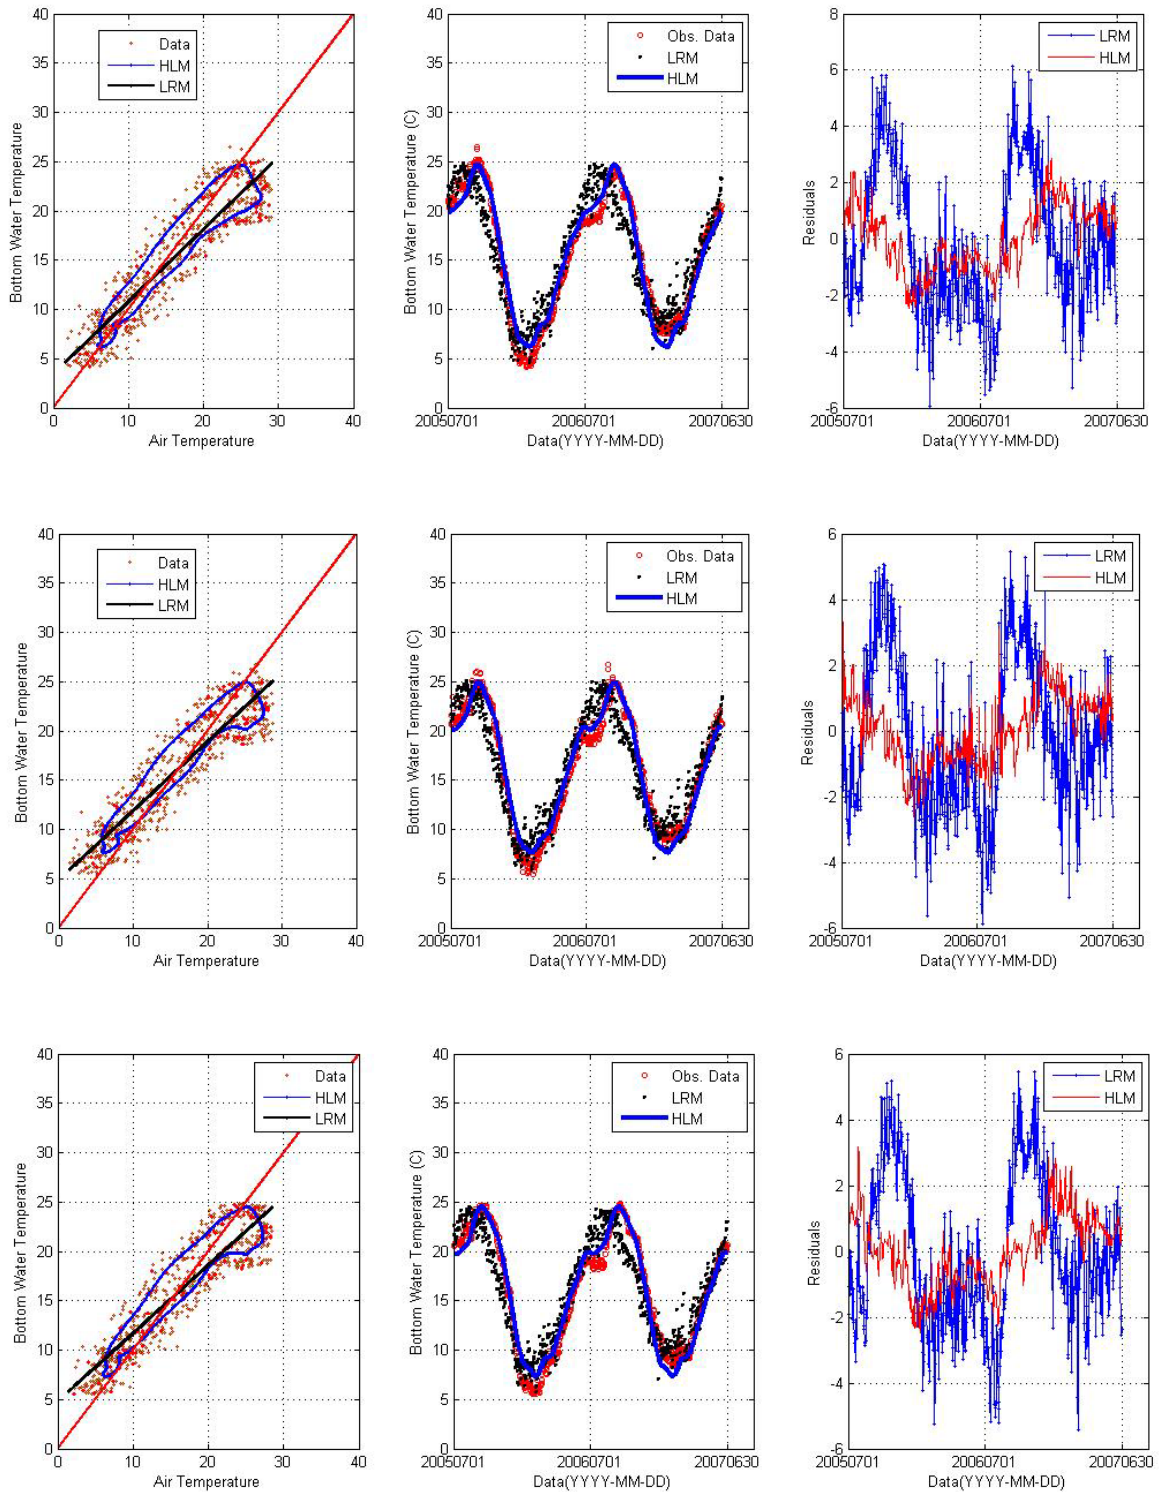 40
35
30
25
20
15
10
5
0
Bottom Water Temperature
Data
HLM
LRM
0 10 20 30 40
Air Temperature
40
35
30
25
20
15
10
5
0
Bottom Water Temperature (C)
Obs. Data
LRM
HLM
20050701 20060701 20070630
Data(YYYY-MM-DD)
8
6
4
2
0
-2
-4
-6
Residuals
LRM
HLM
20050701 20060701 20070630
Data(YYYY-MM-DD)
40
35
30
25
20
15
10
5
0
Bottom Water Temperature
Data
HLM
LRM
0 10 20 30 40
Air Temperature
40
35
30
25
20
15
10
5
0
Bottom Water Temperature (C)
Obs. Data
LRM
HLM
20050701 20060701 20070630
Data(YYYY-MM-DD)
6
4
2
0
-2
-4
-6
Residuals
LRM
HLM
20050701 20060701 20070630
Data(YYYY-MM-DD)
40
35
30
25
20
15
10
5
0
Bottom Water Temperature
Data
HLM
LRM
0 10 20 30 40
Air Temperature
40
35
30
25
20
15
10
5
0
Bottom Water Temperature (C)
Obs. Data
LRM
HLM
20050701 20060701 20070630
Data(YYYY-MM-DD)
6
4
2
0
-2
-4
-6
Residuals
LRM
HLM
20050701 20060701 20070630
Data(YYYY-MM-DD)